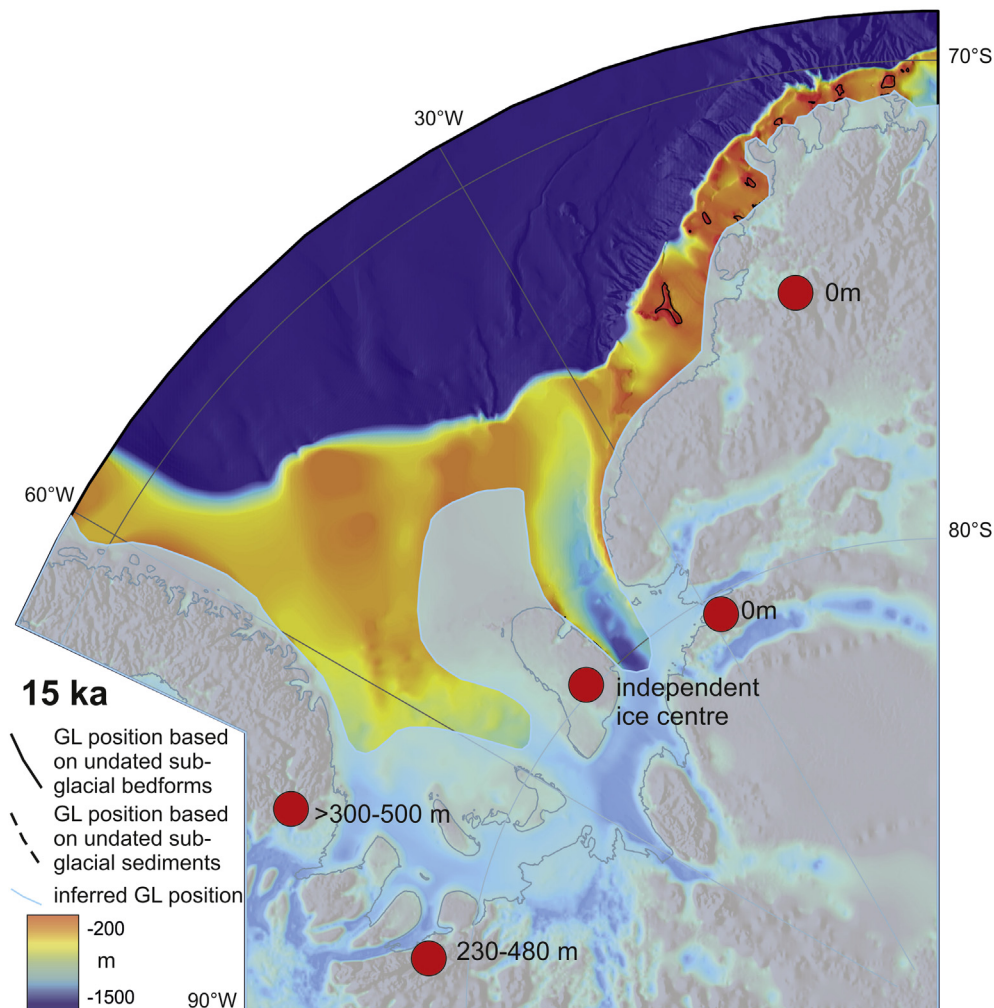 70°S
30°W
0m
60°W
80°S
0m
independent
ice centre
15 ka
GL position based
on undated sub-
glacial bedforms
>300-500 m
GL position based
on undated sub-
glacial sediments
inferred GL position
-200
m
-1500
230-480 m
90°W